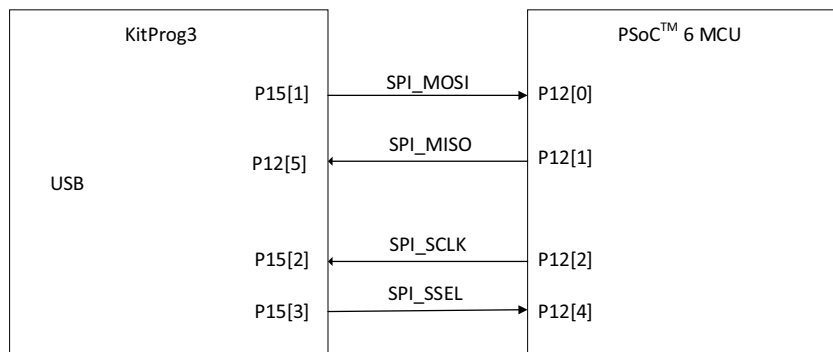 KitProg3
PSoC™ 6 MCU
P15[1]
SPI_MOSI
P12[0]
P12[5]
SPI_MISO
P12[1]
USB
P15[2]
SPI_SCLK
P12[2]
P15[3]
SPI_SSEL
P12[4]